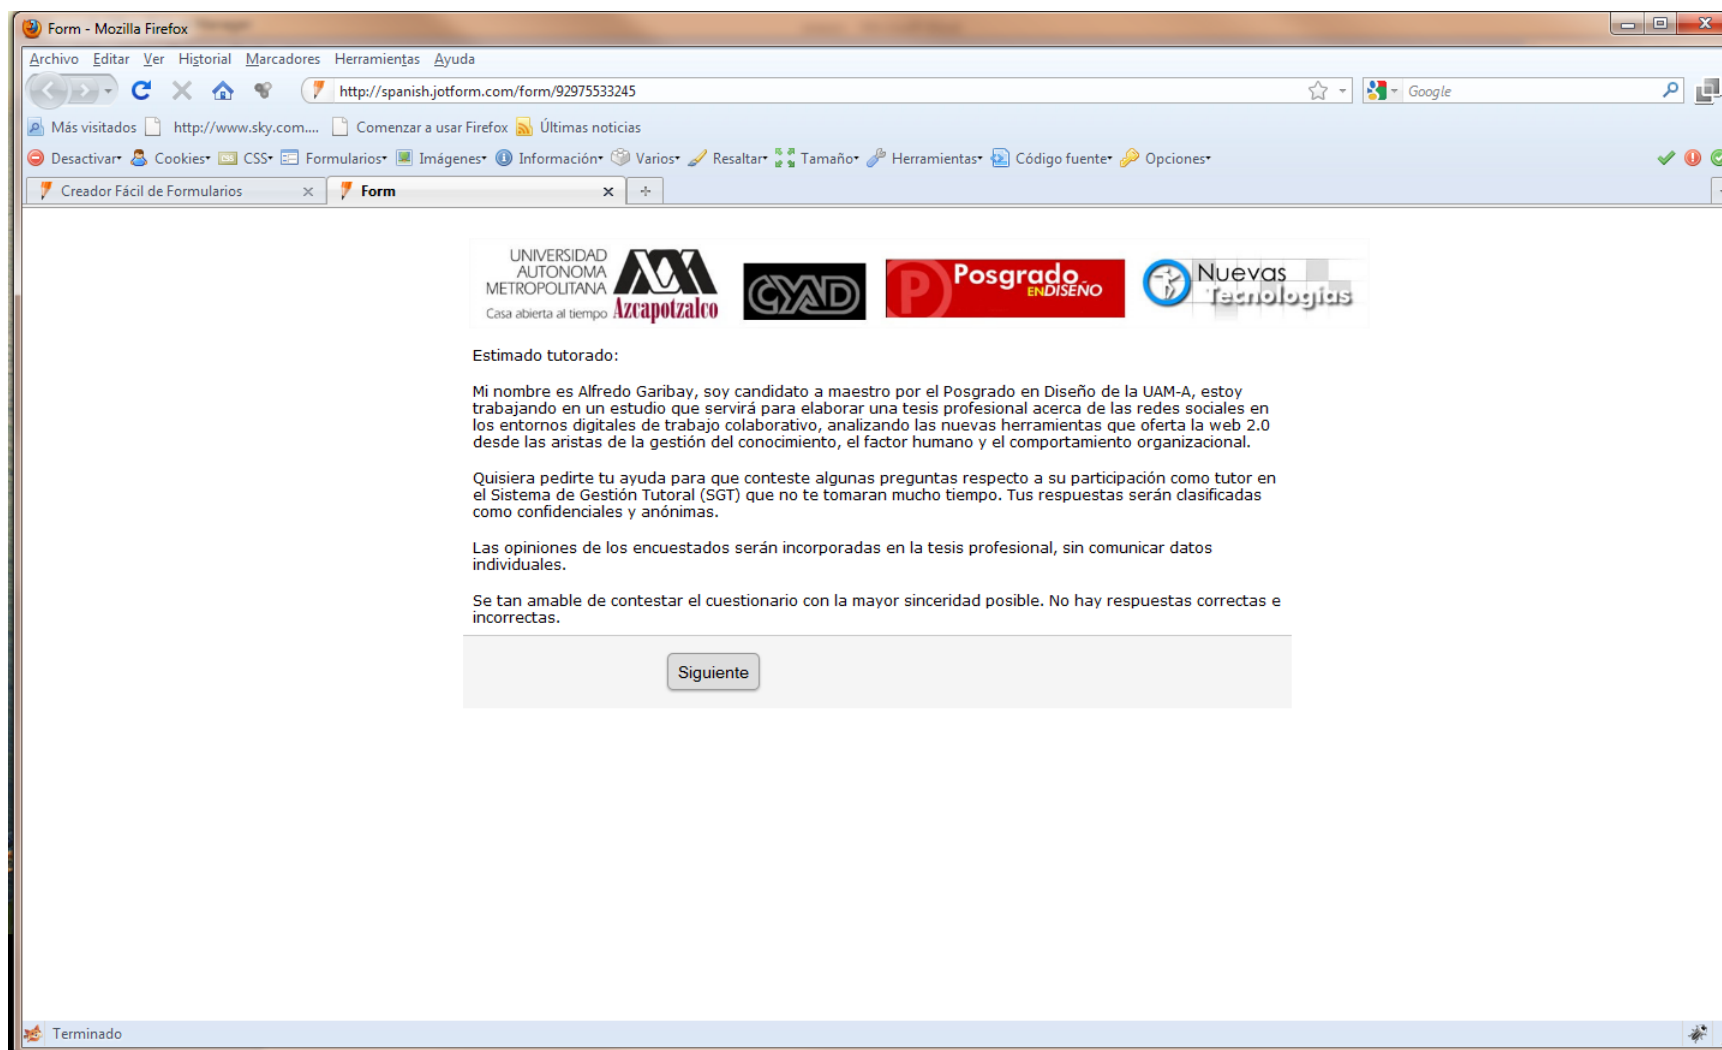 Form - Mozilla Firefox
Archivo Editar Ver Historial Marcadores Herramientas Ayuda
http://spanish.jotform.com/form/92975533245
Google
Más visitados http://www.sky.com.... Comenzar a usar Firefox Últimas noticias
Desactivar Cookies CSS Formularios Imágenes Información Varios Resaltar Tamaño Herramientas Código fuente Opciones
Creador Fácil de Formularios Form
UNIVERSIDAD
AUTONOMA
METROPOLITANA
Casa abierta al tiempo Azcapotzalco
CYAD
P Posgrado
ENDISEÑO
Nuevas
Tecnologías
Estimado tutorado:
Mi nombre es Alfredo Garibay, soy candidato a maestro por el Posgrado en Diseño de la UAM-A, estoy
trabajando en un estudio que servirá para elaborar una tesis profesional acerca de las redes sociales en
los entornos digitales de trabajo colaborativo, analizando las nuevas herramientas que oferta la web 2.0
desde las aristas de la gestión del conocimiento, el factor humano y el comportamiento organizacional.
Quisiera pedirte tu ayuda para que conteste algunas preguntas respecto a su participación como tutor en
el Sistema de Gestión Tutoral (SGT) que no te tomaran mucho tiempo. Tus respuestas serán clasificadas
como confidenciales y anónimas.
Las opiniones de los encuestados serán incorporadas en la tesis profesional, sin comunicar datos
individuales.
Se tan amable de contestar el cuestionario con la mayor sinceridad posible. No hay respuestas correctas e
incorrectas.
Siguiente
Terminado